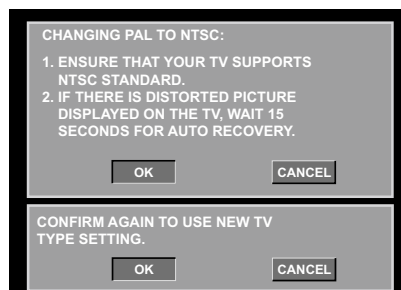 CHANGING PAL TO NTSC:
1. ENSURE THAT YOUR TV SUPPORTS
NTSC STANDARD.
2. IF THERE IS DISTORTED PICTURE
DISPLAYED ON THE TV, WAIT 15
SECONDS FOR AUTO RECOVERY.
OK CANCEL
CONFIRM AGAIN TO USE NEW TV
TYPE SETTING.
OK CANCEL